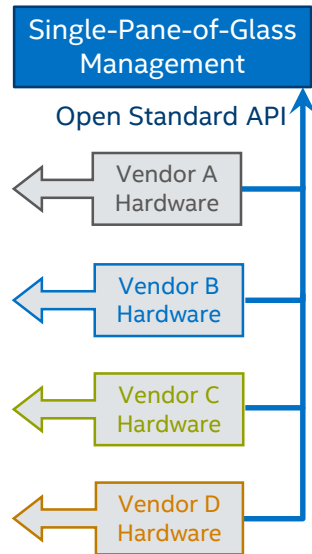 Single-Pane-of-Glass
Management
Open Standard API
Vendor A
Hardware
Vendor B
Hardware
Vendor C
Hardware
Vendor D
Hardware